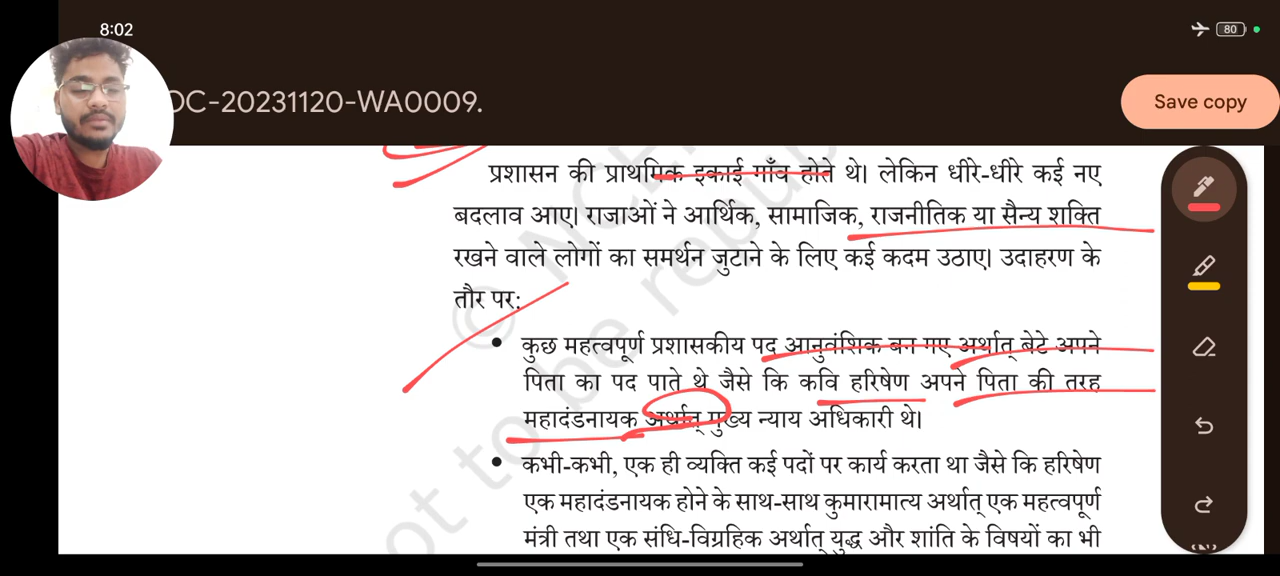 8:02
80
OC-20231120-WA0009.
Save copy
प्रशासन की प्राथमिक इकाई गाँव होते थे। लेकिन धीरे-धीरे कई नए
बदलाव आए। राजाओं ने आर्थिक, सामाजिक, राजनीतिक या सैन्य शक्ति
रखने वाले लोगों का समर्थन जुटाने के लिए कई कदम उठाए। उदाहरण के
तौर पर:
• कुछ महत्वपूर्ण प्रशासकीय पद आनुवंशिक बन गए अर्थात् बेटे अपने
पिता का पद पाते थे जैसे कि कवि हरिषेण अपने पिता की तरह
महादंडनायक अर्थात् मुख्य न्याय अधिकारी थे।
• कभी-कभी, एक ही व्यक्ति कई पदों पर कार्य करता था जैसे कि हरिषेण
एक महादंडनायक होने के साथ-साथ कुमारामात्य अर्थात् एक महत्वपूर्ण
मंत्री तथा एक संधि-विग्रहिक अर्थात् युद्ध और शांति के विषयों का भी